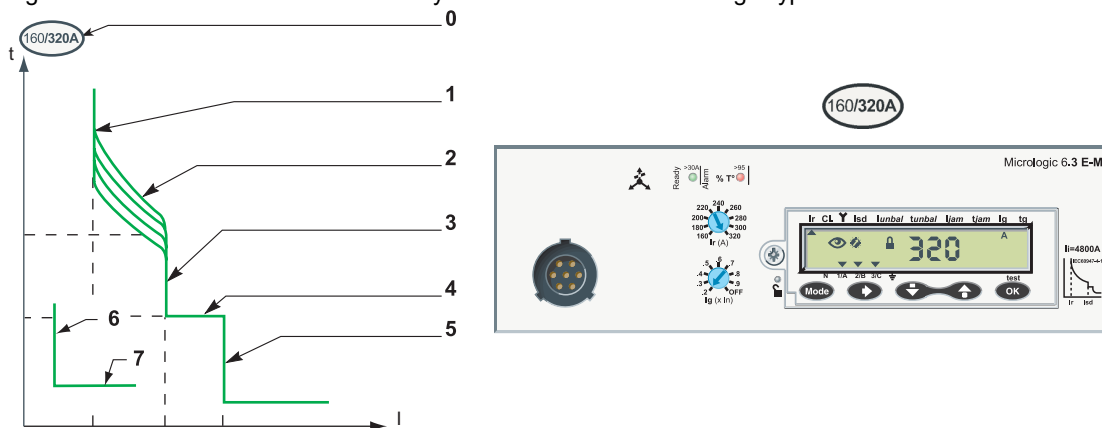 160/320A
0
t
1
2
3
4
5
6
7
I
160/320A
Micrologic 6.3 E-M
Ready
>30A
Alarm
% T°
>95
160 180 200 220 240 260 280 300 320
Ir (A)
.2 .3 .4 .5 .6 .7 .8 .9 OFF
Ig (x In)
Ir CL Y Isd Iunbal tunbal Ijam tjam Ig tg
320
A
N 1/A 2/B 3/C
test
Mode
OK
Ii=4800A
IEC60947-4-1
Ir Isd